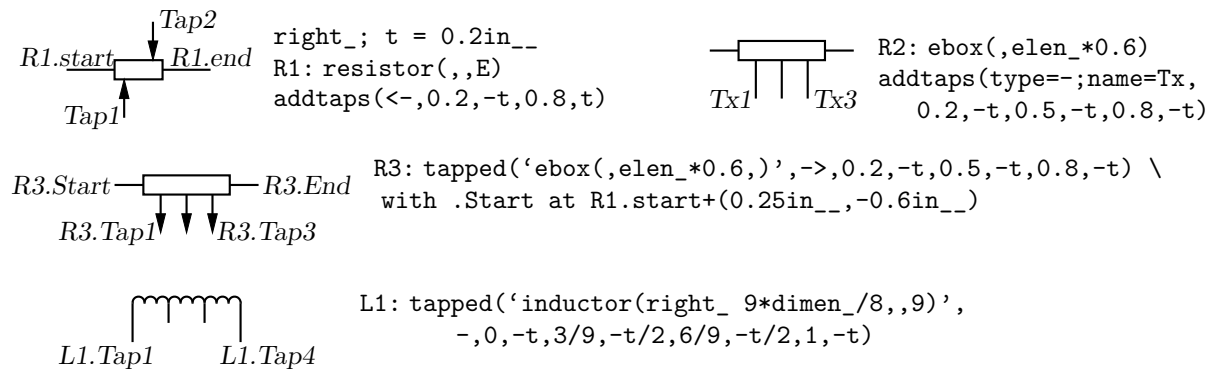 Tap2
R1.start R1.end
Tap1
right_; t = 0.2in__
R1: resistor(,,E)
addtaps(<-,0.2,-t,0.8,t)
Tx1 Tx3
R2: ebox(,elen_*0.6)
addtaps(type=-;name=Tx,
0.2,-t,0.5,-t,0.8,-t)
R3.Start R3.End
R3.Tap1 R3.Tap3
R3: tapped(‘ebox(,elen_*0.6,)’,->,0.2,-t,0.5,-t,0.8,-t) \
with .Start at R1.start+(0.25in__,-0.6in__)
L1.Tap1 L1.Tap4
L1: tapped(‘inductor(right_ 9*dimen_/8,,9)’,
-,0,-t,3/9,-t/2,6/9,-t/2,1,-t)